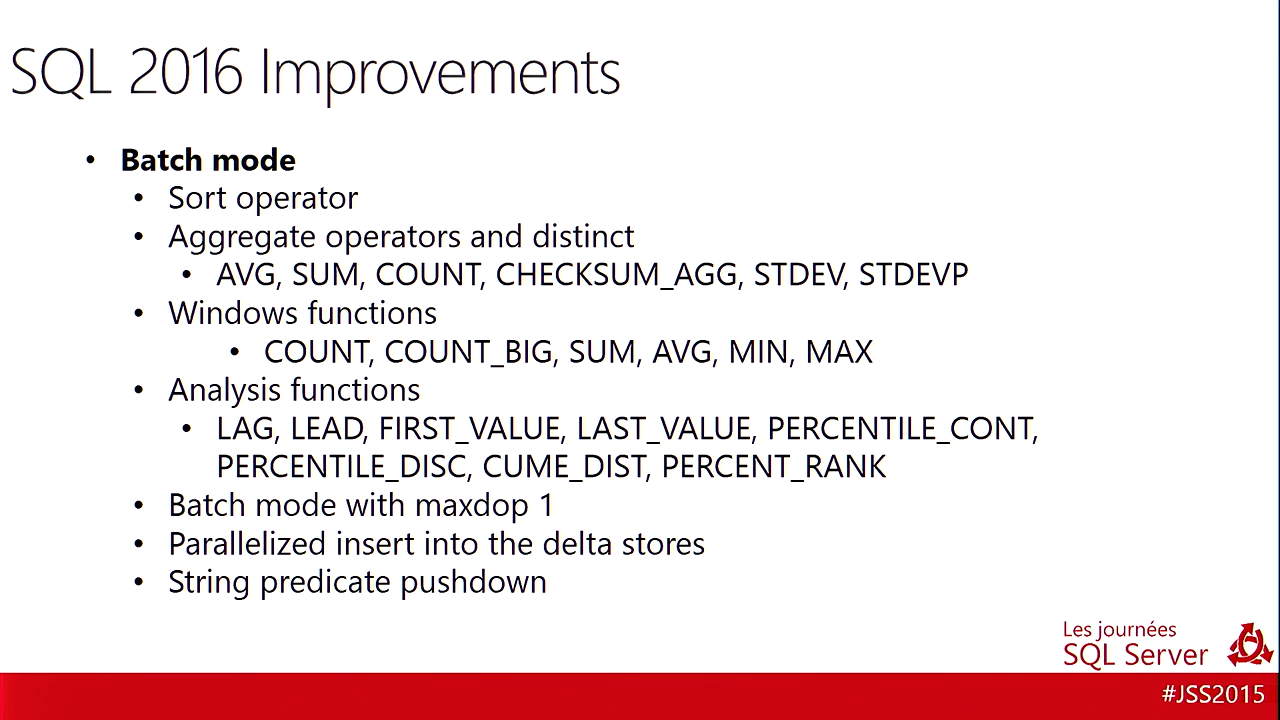 SQL 2016 Improvements
• Batch mode
• Sort operator
• Aggregate operators and distinct
• AVG, SUM, COUNT, CHECKSUM_AGG, STDEV, STDEVP
• Windows functions
• COUNT, COUNT_BIG, SUM, AVG, MIN, MAX
• Analysis functions
• LAG, LEAD, FIRST_VALUE, LAST_VALUE, PERCENTILE_CONT,
PERCENTILE_DISC, CUME_DIST, PERCENT_RANK
• Batch mode with maxdop 1
• Parallelized insert into the delta stores
• String predicate pushdown
Les journées
SQL Server
#JSS2015